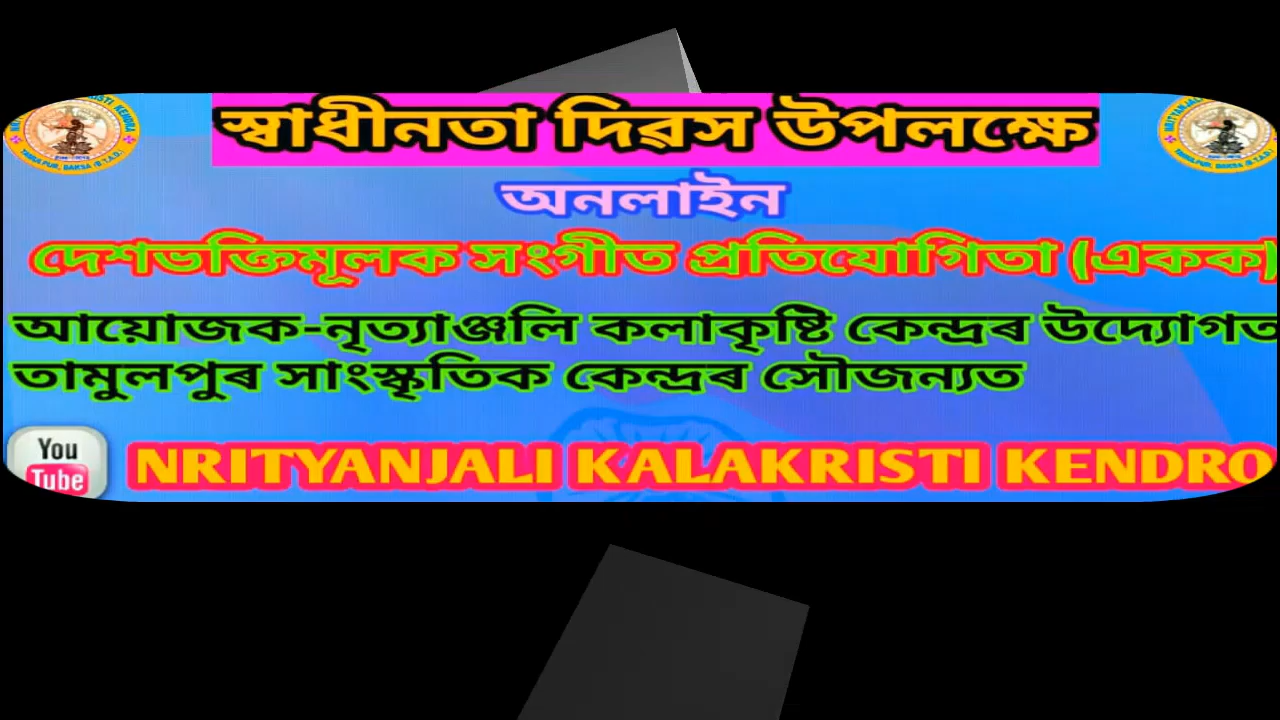 স্বাধীনতা দিৱস উপলক্ষে
অনলাইন
দেশভক্তিমূলক সংগীত প্ৰতিযোগিতা (একক)
আয়োজক-নৃত্যাঞ্জলি কলাকৃষ্টি কেন্দ্ৰৰ উদ্যোগত
তামুলপুৰ সাংস্কৃতিক কেন্দ্ৰৰ সৌজন্যত
You
Tube
NRITYANJALI KALAKRISTI KENDRO